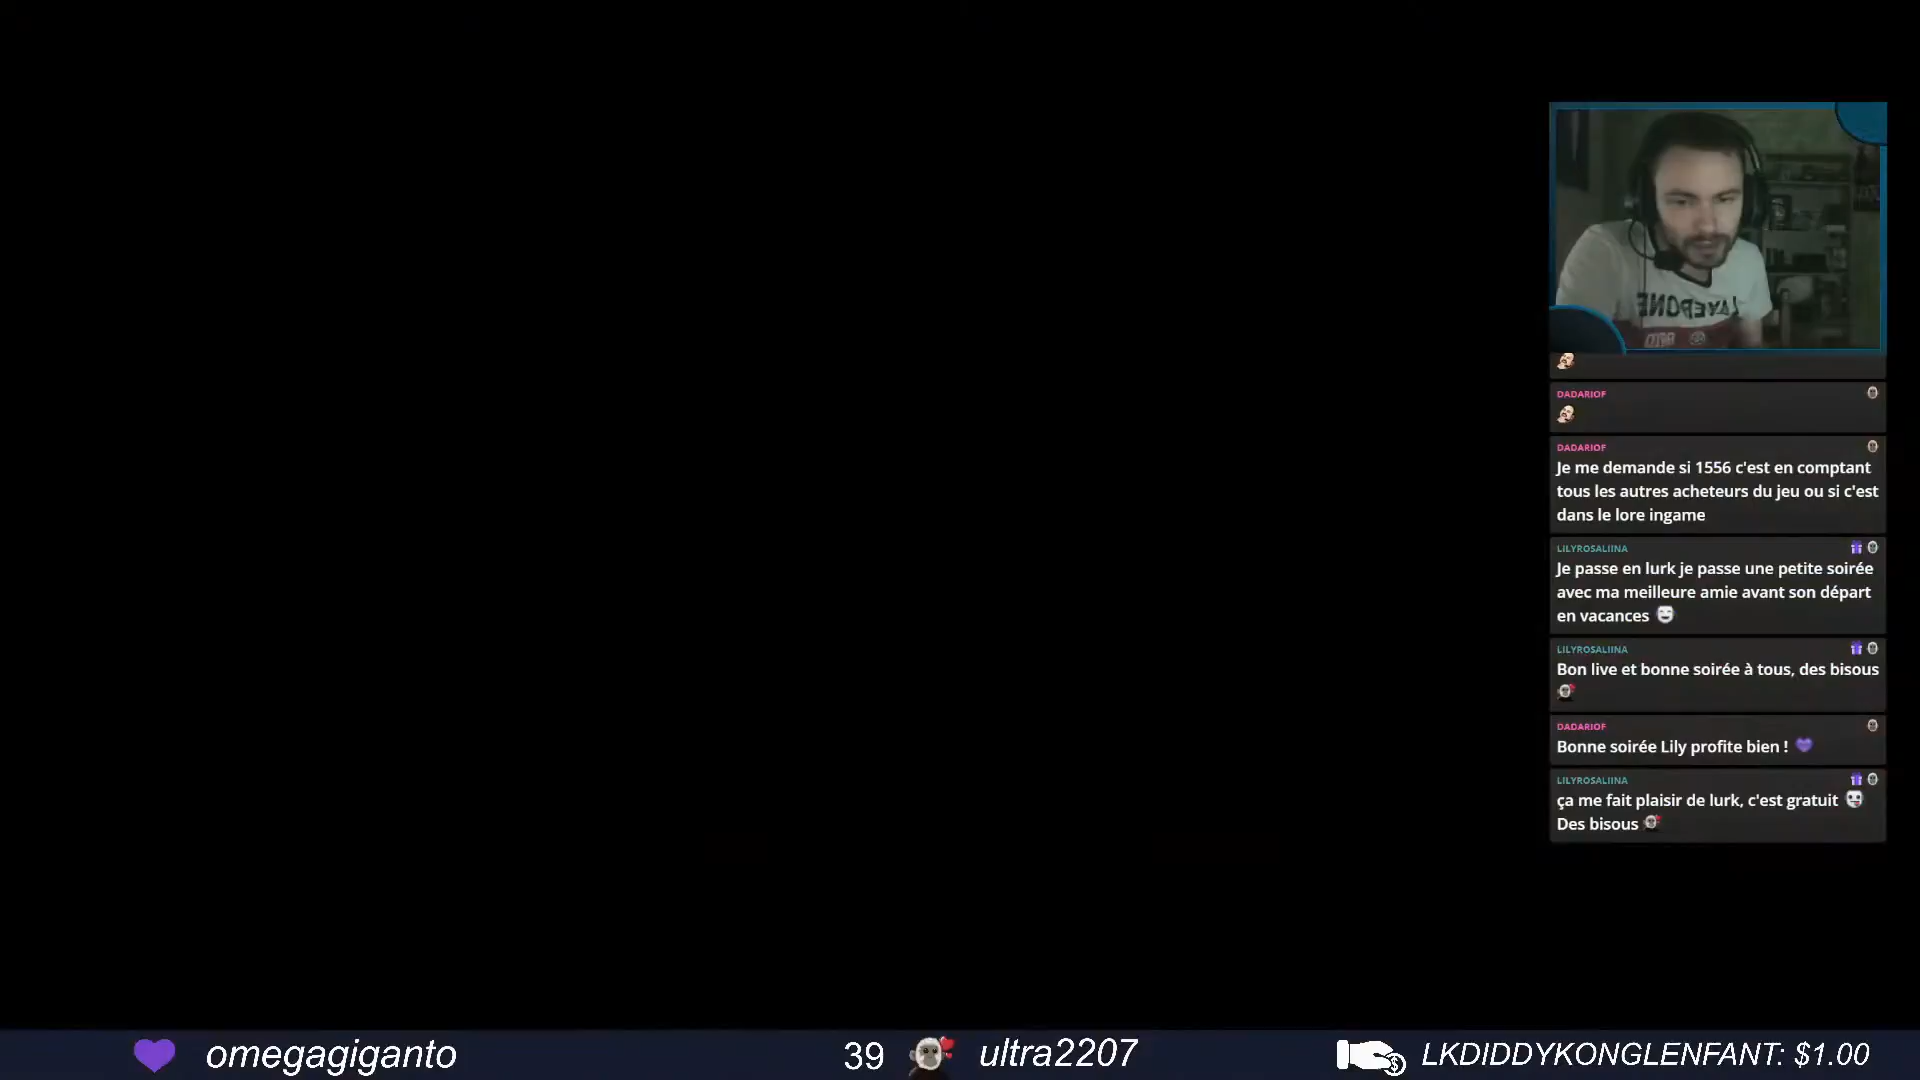 DADARIOF
DADARIOF
Je me demande si 1556 c'est en comptant
tous les autres acheteurs du jeu ou si c'est
dans le lore ingame
LILYROSALIINA
Je passe en lurk je passe une petite soirée
avec ma meilleure amie avant son départ
en vacances
LILYROSALIINA
Bon live et bonne soirée à tous, des bisous
DADARIOF
Bonne soirée Lily profite bien !
LILYROSALIINA
ça me fait plaisir de lurk, c'est gratuit
Des bisous
omegagiganto
39
ultra2207
LKDIDDYKONGLENFANT: $1.00